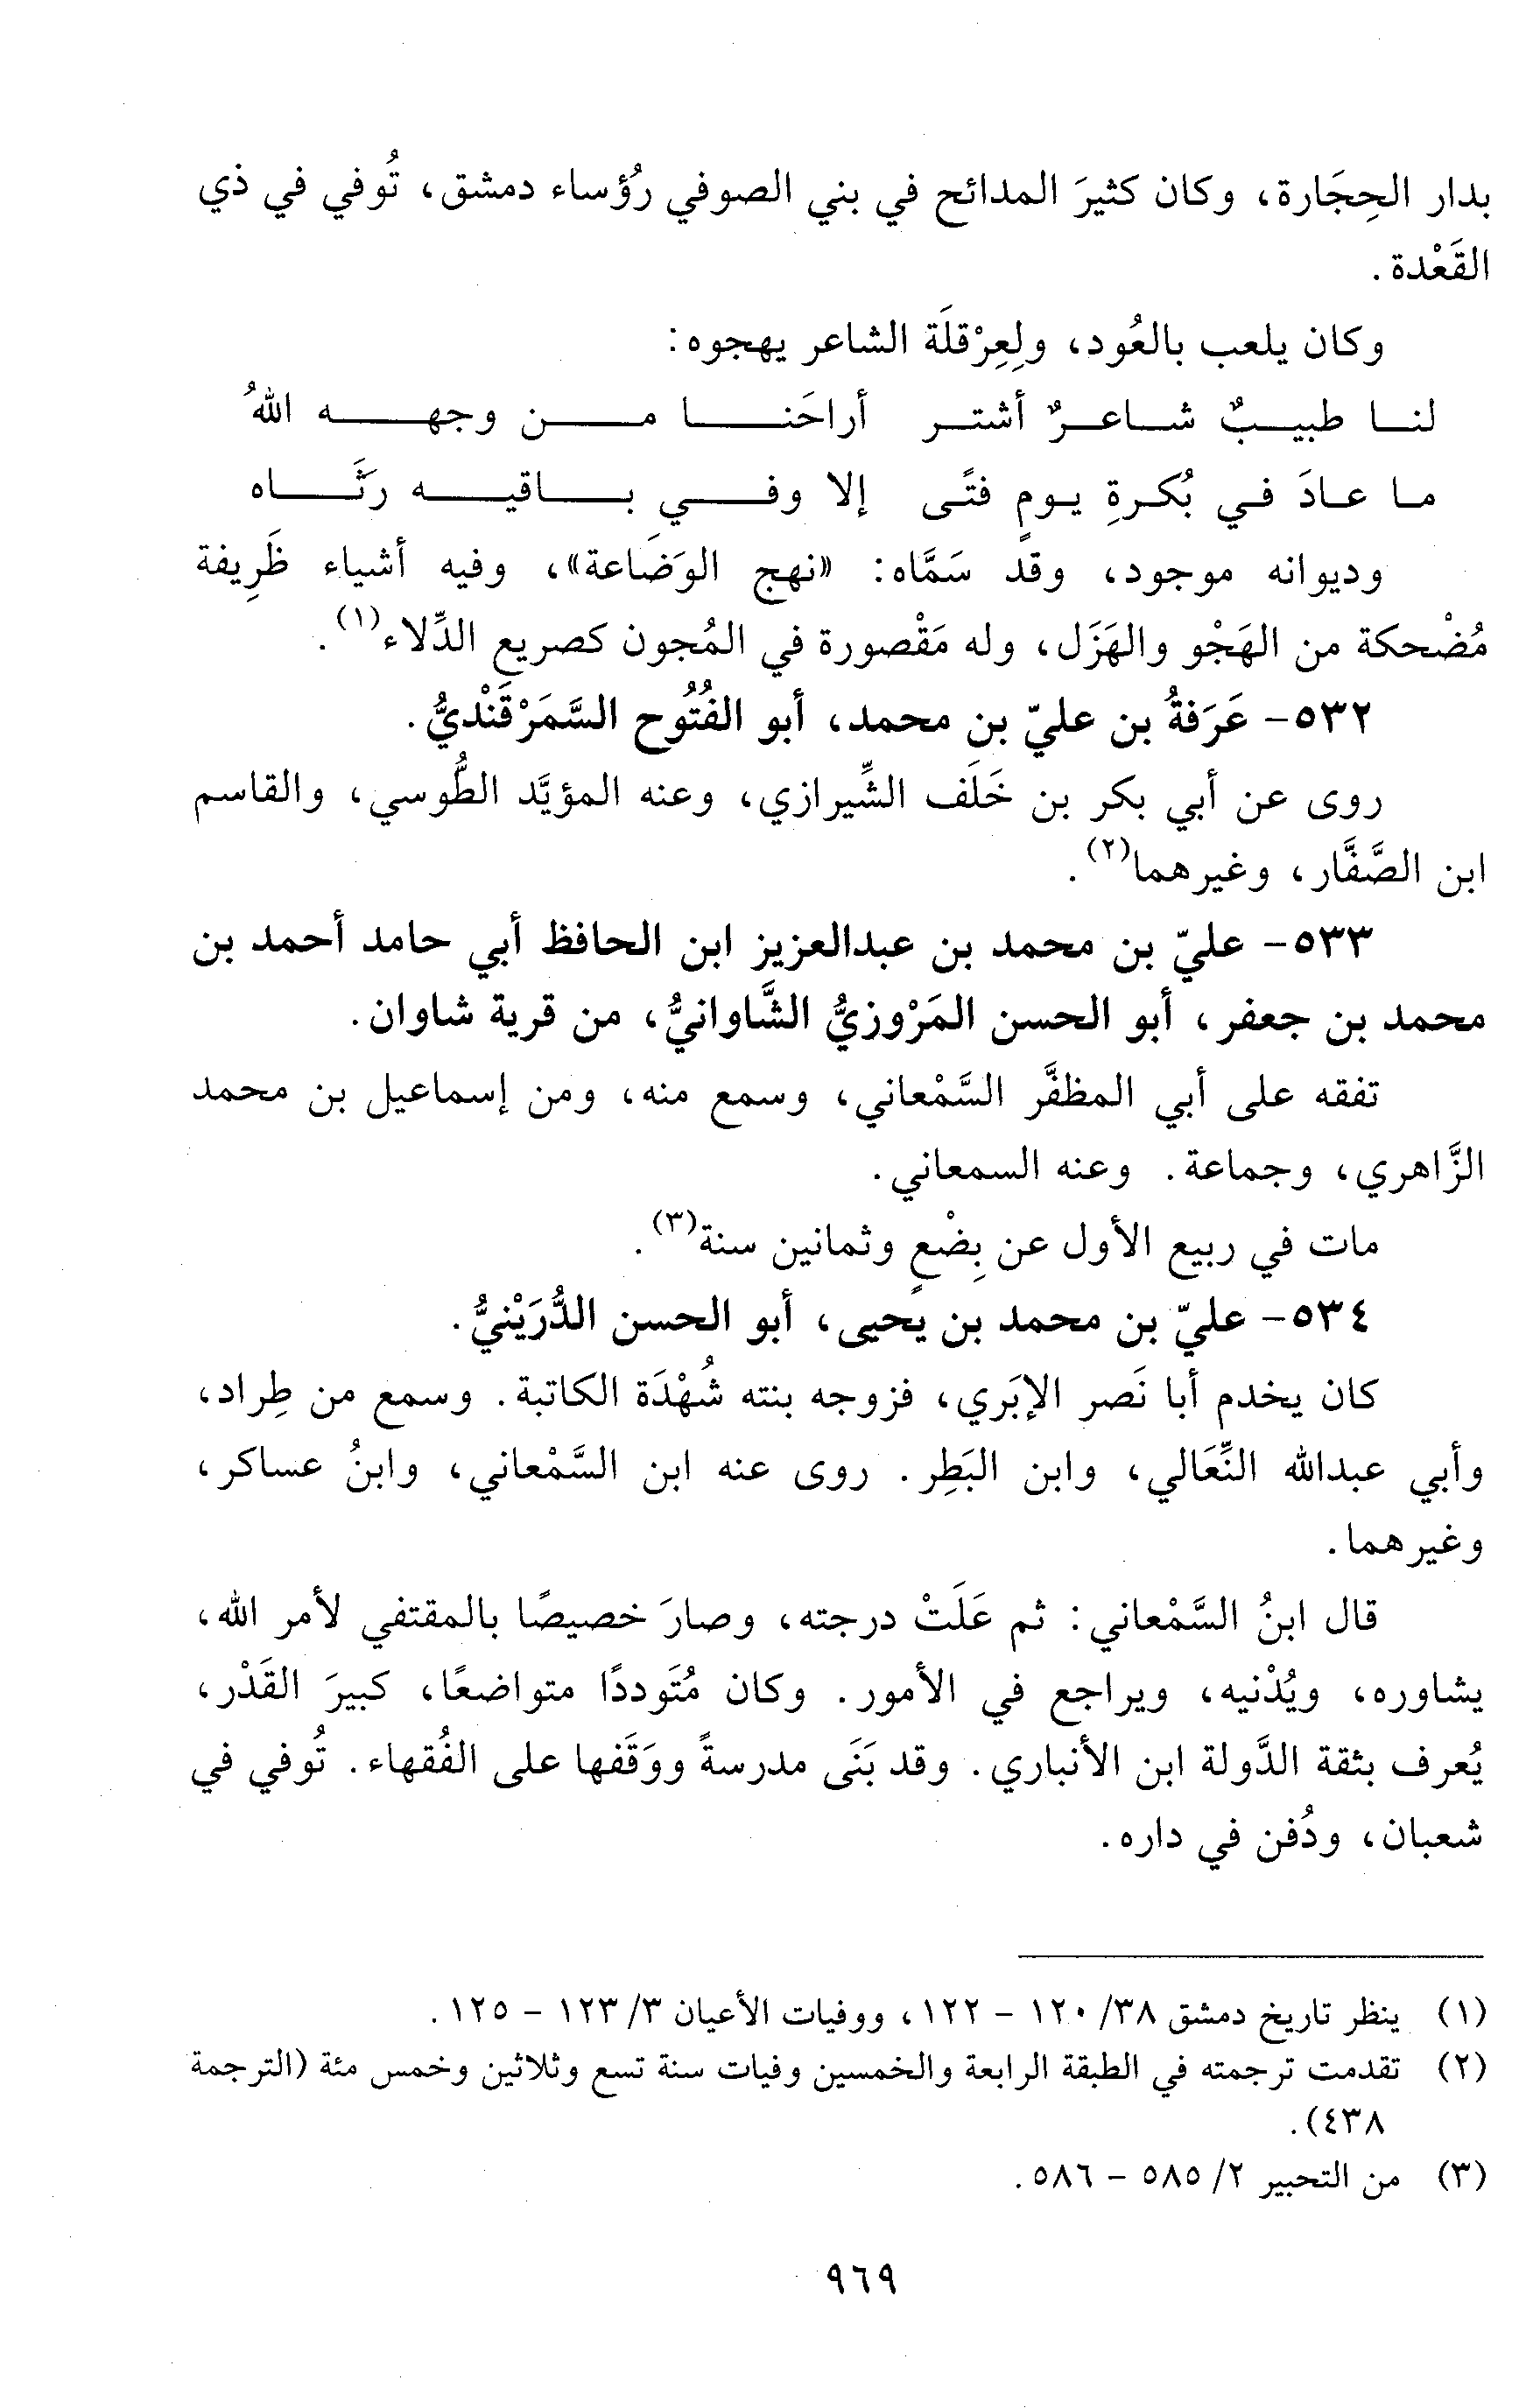 بدار الحِجَارة، وكان كثيرَ المدائح في بني الصوفي رُؤساء دمشق، تُوفي في ذي
القَعْدة.
وكان يلعب بالعُود، ولِعِرْقلَة الشاعر يهجوه:
لنا طبيبٌ شاعرٌ أشتر أراحَنا من وجهه اللهُ
ما عادَ في بُكرةِ يومٍ فتًى إلا وفي باقيه رثَّاه
وديوانه موجود، وقد سَمَّاه: «نهج الوَضَاعة»، وفيه أشياء ظَرِيفة
مُضْحكة من الهَجْو والهَزَل، وله مَقْصورة في المُجون كصريع الدِّلاء(١).
٥٣٢- عَرَفةُ بن عليّ بن محمد، أبو الفُتُوح السَّمَرْقَنْديُّ.
روى عن أبي بكر بن خَلَف الشِّيرازي، وعنه المؤيَّد الطُّوسي، والقاسم
ابن الصَّفَّار، وغيرهما(٢).
٥٣٣- عليّ بن محمد بن عبدالعزيز ابن الحافظ أبي حامد أحمد بن
محمد بن جعفر، أبو الحسن المَرْوزيُّ الشَّاوانيُّ، من قرية شاوان.
تفقه على أبي المظفَّر السَّمْعاني، وسمع منه، ومن إسماعيل بن محمد
الزَّاهري، وجماعة. وعنه السمعاني.
مات في ربيع الأول عن بِضْعٍ وثمانين سنة(٣).
٥٣٤- عليّ بن محمد بن يحيى، أبو الحسن الدُّرَيْنيُّ.
كان يخدم أبا نَصر الإبَري، فزوجه بنته شُهْدَة الكاتبة. وسمع من طِراد،
وأبي عبدالله النِّعَالي، وابن البَطِر. روى عنه ابن السَّمْعاني، وابنُ عساكر،
وغيرهما.
قال ابنُ السَّمْعاني: ثم عَلَتْ درجته، وصارَ خصيصًا بالمقتفي لأمر الله،
يشاوره، ويُدْنيه، ويراجع في الأمور. وكان مُتَوددًا متواضعًا، كبيرَ القَدْر،
يُعرف بثقة الدَّولة ابن الأنباري. وقد بَنَى مدرسةً ووَقَفها على الفُقهاء. تُوفي في
شعبان، ودُفن في داره.
(١) ينظر تاريخ دمشق ٣٨/ ١٢٠ - ١٢٢، ووفيات الأعيان ٣/ ١٢٣ - ١٢٥.
(٢) تقدمت ترجمته في الطبقة الرابعة والخمسين وفيات سنة تسع وثلاثين وخمس مئة (الترجمة
٤٣٨).
(٣) من التحبير ٢/ ٥٨٥ - ٥٨٦.
٩٦٩